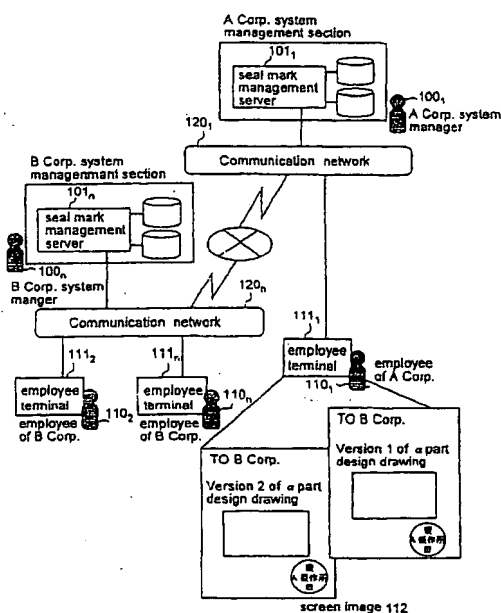 A Corp. system
management section
101₁
seal mark
management
server
100₁
A Corp. system
manager
120₁
Communication network
B Corp. system
managenmant section
101ₙ
seal mark
management
server
100ₙ
B Corp. system
manger
120ₙ
Communication network
111₂
employee
terminal
110₂
employee
of B Corp.
111ₙ
employee
terminal
110ₙ
employee
of B Corp.
111₁
employee
terminal
110₁
employee
of A Corp.
TO B Corp.
Version 2 of α part
design drawing
TO B Corp.
Version 1 of α part
design drawing
screen image 112